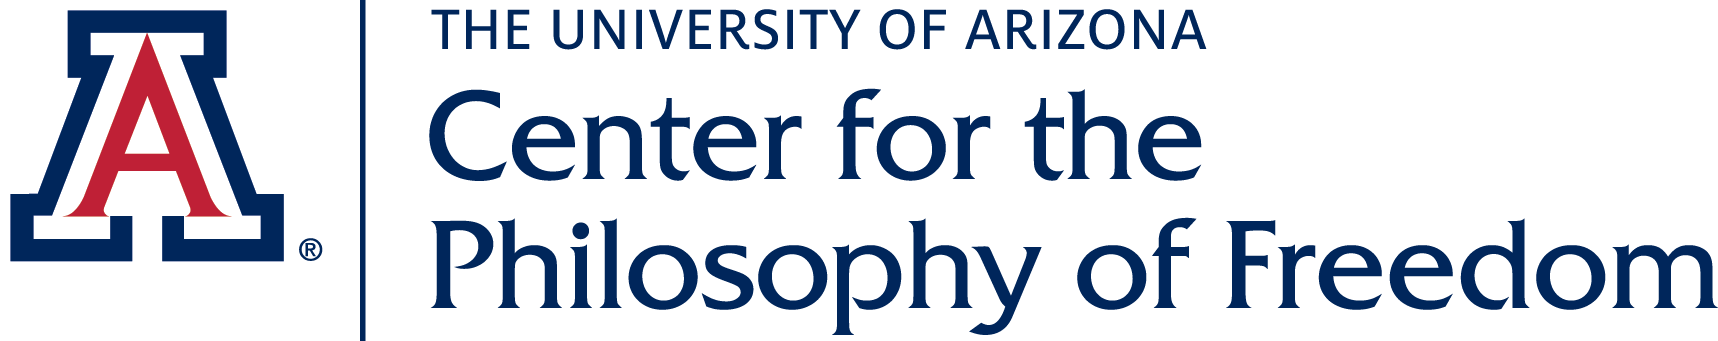 A
®
THE UNIVERSITY OF ARIZONA
Center for the
Philosophy of Freedom